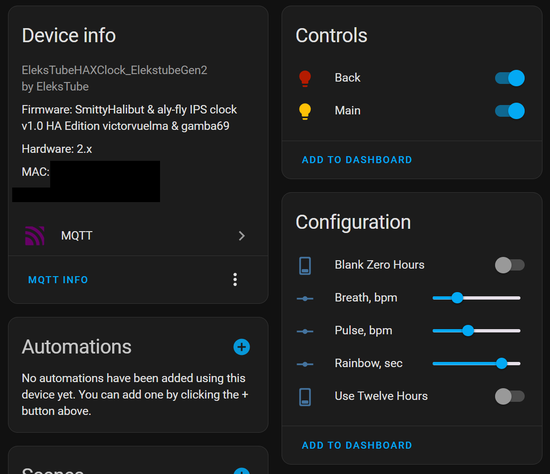 Device info
EleksTubeHAXClock_ElekstubeGen2
by EleksTube
Firmware: SmittyHalibut & aly-fly IPS clock
v1.0 HA Edition victorvuelma & gamba69
Hardware: 2.x
MAC:
MQTT
MQTT INFO
Automations
No automations have been added using this
device yet. You can add one by clicking the +
button above.
Controls
Back
Main
ADD TO DASHBOARD
Configuration
Blank Zero Hours
Breath, bpm
Pulse, bpm
Rainbow, sec
Use Twelve Hours
ADD TO DASHBOARD